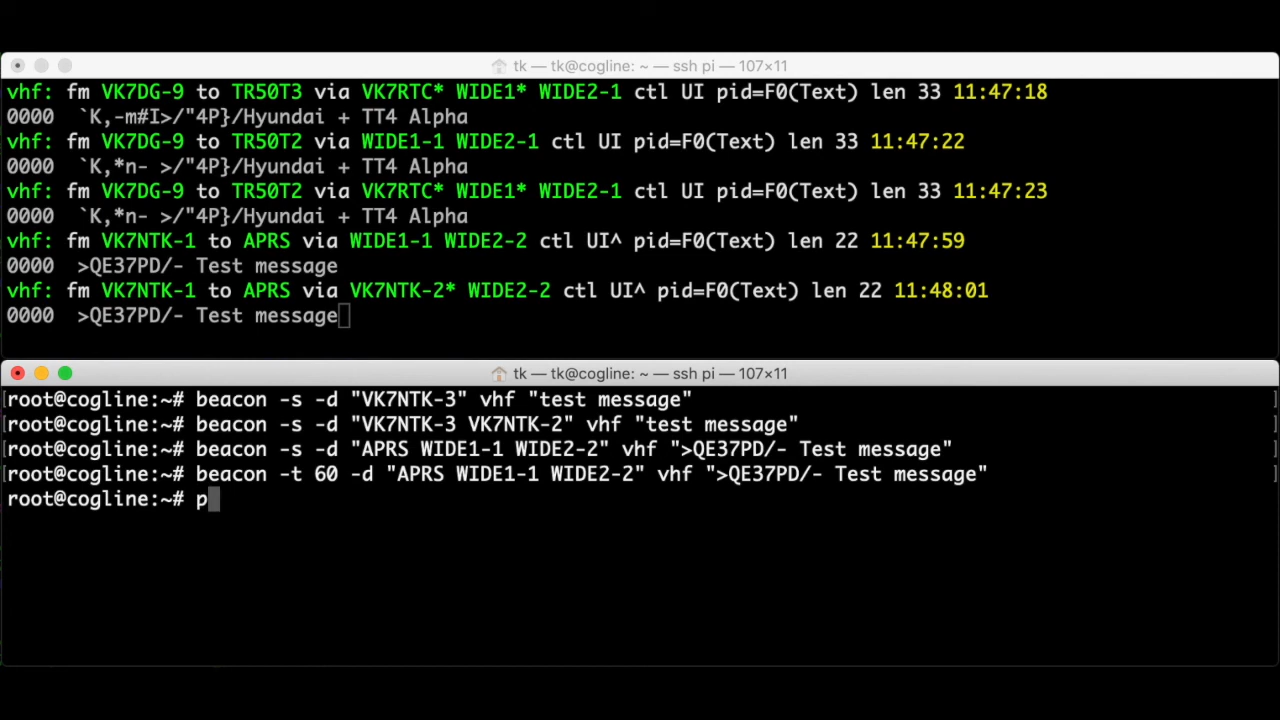 tk — tk@cogline: ~ — ssh pi — 107×11
vhf: fm VK7DG-9 to TR50T3 via VK7RTC* WIDE1* WIDE2-1 ctl UI pid=F0(Text) len 33 11:47:18
0000  `K,-m#I>/"4P}/Hyundai + TT4 Alpha
vhf: fm VK7DG-9 to TR50T2 via WIDE1-1 WIDE2-1 ctl UI pid=F0(Text) len 33 11:47:22
0000  `K,*n- >/"4P}/Hyundai + TT4 Alpha
vhf: fm VK7DG-9 to TR50T2 via VK7RTC* WIDE1* WIDE2-1 ctl UI pid=F0(Text) len 33 11:47:23
0000  `K,*n- >/"4P}/Hyundai + TT4 Alpha
vhf: fm VK7NTK-1 to APRS via WIDE1-1 WIDE2-2 ctl UI^ pid=F0(Text) len 22 11:47:59
0000  >QE37PD/- Test message
vhf: fm VK7NTK-1 to APRS via VK7NTK-2* WIDE2-2 ctl UI^ pid=F0(Text) len 22 11:48:01
0000  >QE37PD/- Test message
tk — tk@cogline: ~ — ssh pi — 107×11
[root@cogline:~# beacon -s -d "VK7NTK-3" vhf "test message" ]
[root@cogline:~# beacon -s -d "VK7NTK-3 VK7NTK-2" vhf "test message" ]
[root@cogline:~# beacon -s -d "APRS WIDE1-1 WIDE2-2" vhf ">QE37PD/- Test message" ]
[root@cogline:~# beacon -t 60 -d "APRS WIDE1-1 WIDE2-2" vhf ">QE37PD/- Test message" ]
root@cogline:~# p